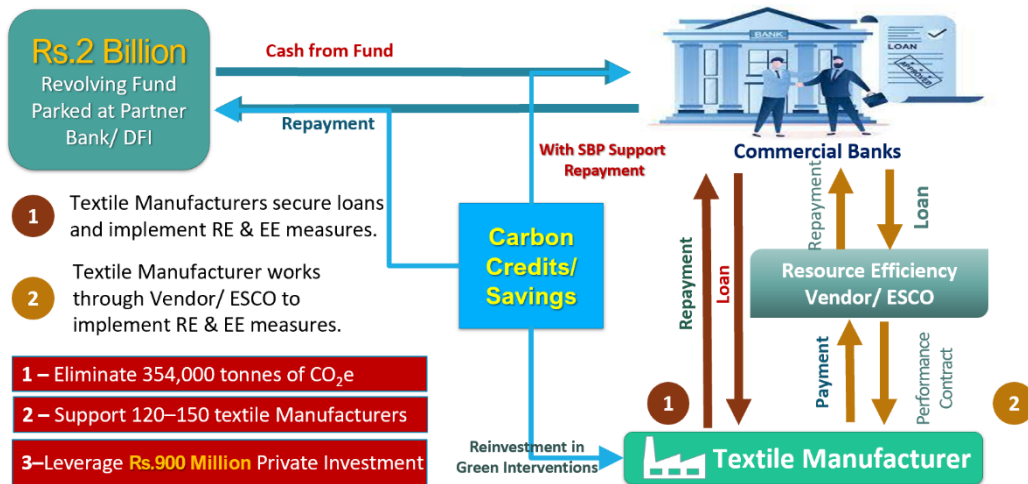 Rs.2 Billion
Revolving Fund
Parked at Partner
Bank/ DFI
Cash from Fund
Repayment
With SBP Support
Repayment
BANK
LOAN
APPROVED
Commercial Banks
1
Textile Manufacturers secure loans
and implement RE & EE measures.
2
Textile Manufacturer works
through Vendor/ ESCO to
implement RE & EE measures.
Carbon
Credits/
Savings
Repayment
Loan
Repayment
Loan
Resource Efficiency
Vendor/ ESCO
Payment
Performance
Contract
1
2
1 – Eliminate 354,000 tonnes of CO₂e
2 – Support 120–150 textile Manufacturers
3–Leverage Rs.900 Million Private Investment
Reinvestment in
Green Interventions
Textile Manufacturer